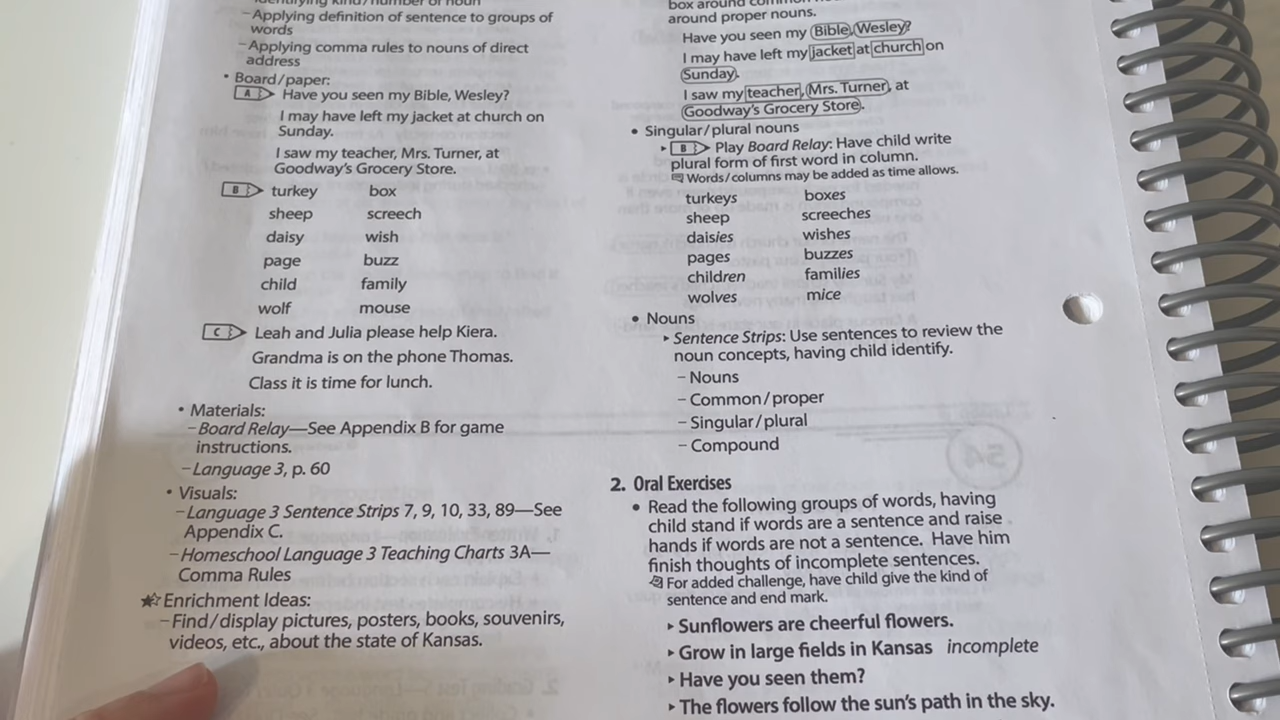 Identifying kind/number of noun
– Applying definition of sentence to groups of
words
– Applying comma rules to nouns of direct
address
• Board/paper:
A Have you seen my Bible, Wesley?
I may have left my jacket at church on
Sunday.
I saw my teacher, Mrs. Turner, at
Goodway's Grocery Store.
B turkey box
sheep screech
daisy wish
page buzz
child family
wolf mouse
C Leah and Julia please help Kiera.
Grandma is on the phone Thomas.
Class it is time for lunch.
• Materials:
– Board Relay—See Appendix B for game
instructions.
– Language 3, p. 60
• Visuals:
– Language 3 Sentence Strips 7, 9, 10, 33, 89—See
Appendix C.
– Homeschool Language 3 Teaching Charts 3A—
Comma Rules
Enrichment Ideas:
– Find/display pictures, posters, books, souvenirs,
videos, etc., about the state of Kansas.
box around common
around proper nouns.
Have you seen my Bible, Wesley?
I may have left my jacket at church on
Sunday.
I saw my teacher, Mrs. Turner, at
Goodway's Grocery Store.
• Singular/plural nouns
▸ B Play Board Relay: Have child write
plural form of first word in column.
Words/columns may be added as time allows.
turkeys boxes
sheep screeches
daisies wishes
pages buzzes
children families
wolves mice
• Nouns
▸ Sentence Strips: Use sentences to review the
noun concepts, having child identify.
– Nouns
– Common/proper
– Singular/plural
– Compound
2. Oral Exercises
• Read the following groups of words, having
child stand if words are a sentence and raise
hands if words are not a sentence. Have him
finish thoughts of incomplete sentences.
For added challenge, have child give the kind of
sentence and end mark.
▸ Sunflowers are cheerful flowers.
▸ Grow in large fields in Kansas incomplete
▸ Have you seen them?
▸ The flowers follow the sun's path in the sky.